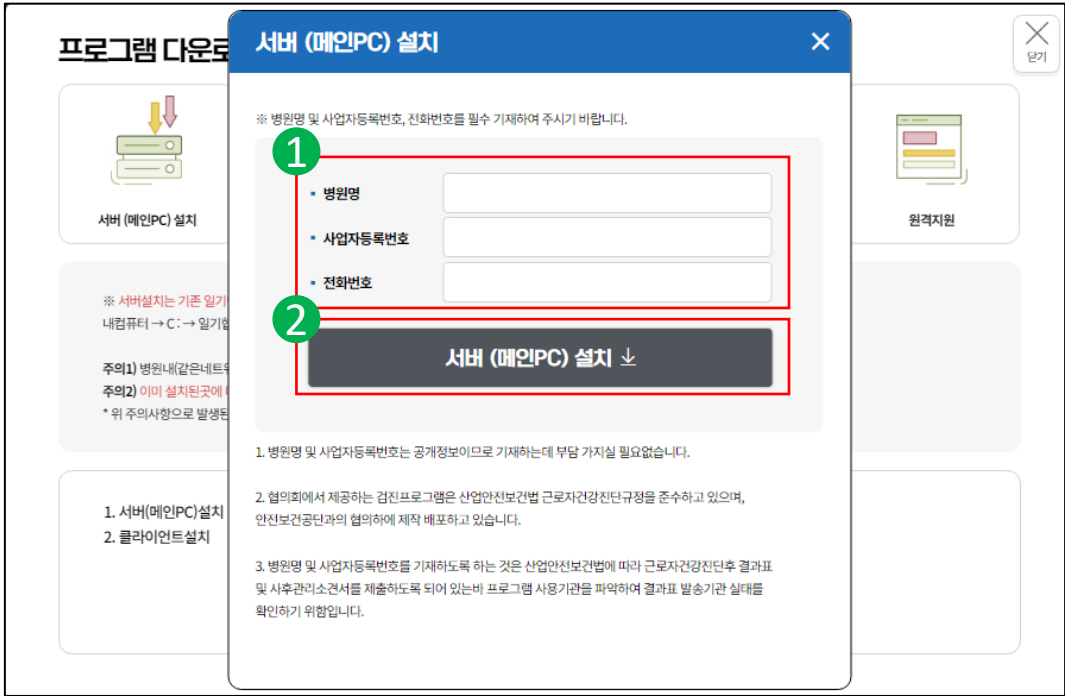 프로그램 다운로
닫기
서버 (메인PC) 설치
원격지원
※ 서버설치는 기존 일기
내컴퓨터 → C: → 일기협
주의1) 병원내(같은네트워
주의2) 이미 설치된곳에
* 위 주의사항으로 발생된
1. 서버(메인PC)설치
2. 클라이언트설치
서버 (메인PC) 설치
※ 병원명 및 사업자등록번호, 전화번호를 필수 기재하여 주시기 바랍니다.
1
병원명
사업자등록번호
전화번호
2
서버 (메인PC) 설치
1. 병원명 및 사업자등록번호는 공개정보이므로 기재하는데 부담 가지실 필요없습니다.
2. 협의회에서 제공하는 검진프로그램은 산업안전보건법 근로자건강진단규정을 준수하고 있으며,
안전보건공단과의 협의하에 제작 배포하고 있습니다.
3. 병원명 및 사업자등록번호를 기재하도록 하는 것은 산업안전보건법에 따라 근로자건강진단후 결과표
및 사후관리소견서를 제출하도록 되어 있는바 프로그램 사용기관을 파악하여 결과표 발송기관 실태를
확인하기 위함입니다.